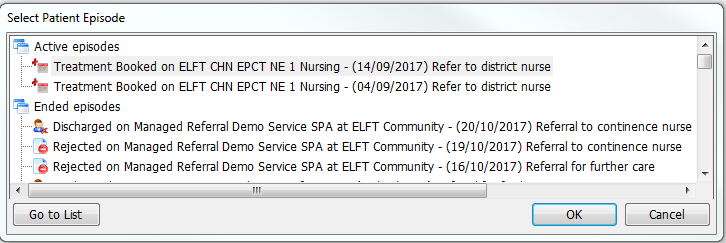 Select Patient Episode
Active episodes
Treatment Booked on ELFT CHN EPCT NE 1 Nursing - (14/09/2017) Refer to district nurse
Treatment Booked on ELFT CHN EPCT NE 1 Nursing - (04/09/2017) Refer to district nurse
Ended episodes
Discharged on Managed Referral Demo Service SPA at ELFT Community - (20/10/2017) Referral to continence nurse
Rejected on Managed Referral Demo Service SPA at ELFT Community - (19/10/2017) Referral to continence nurse
Rejected on Managed Referral Demo Service SPA at ELFT Community - (16/10/2017) Referral for further care
Go to List
OK
Cancel